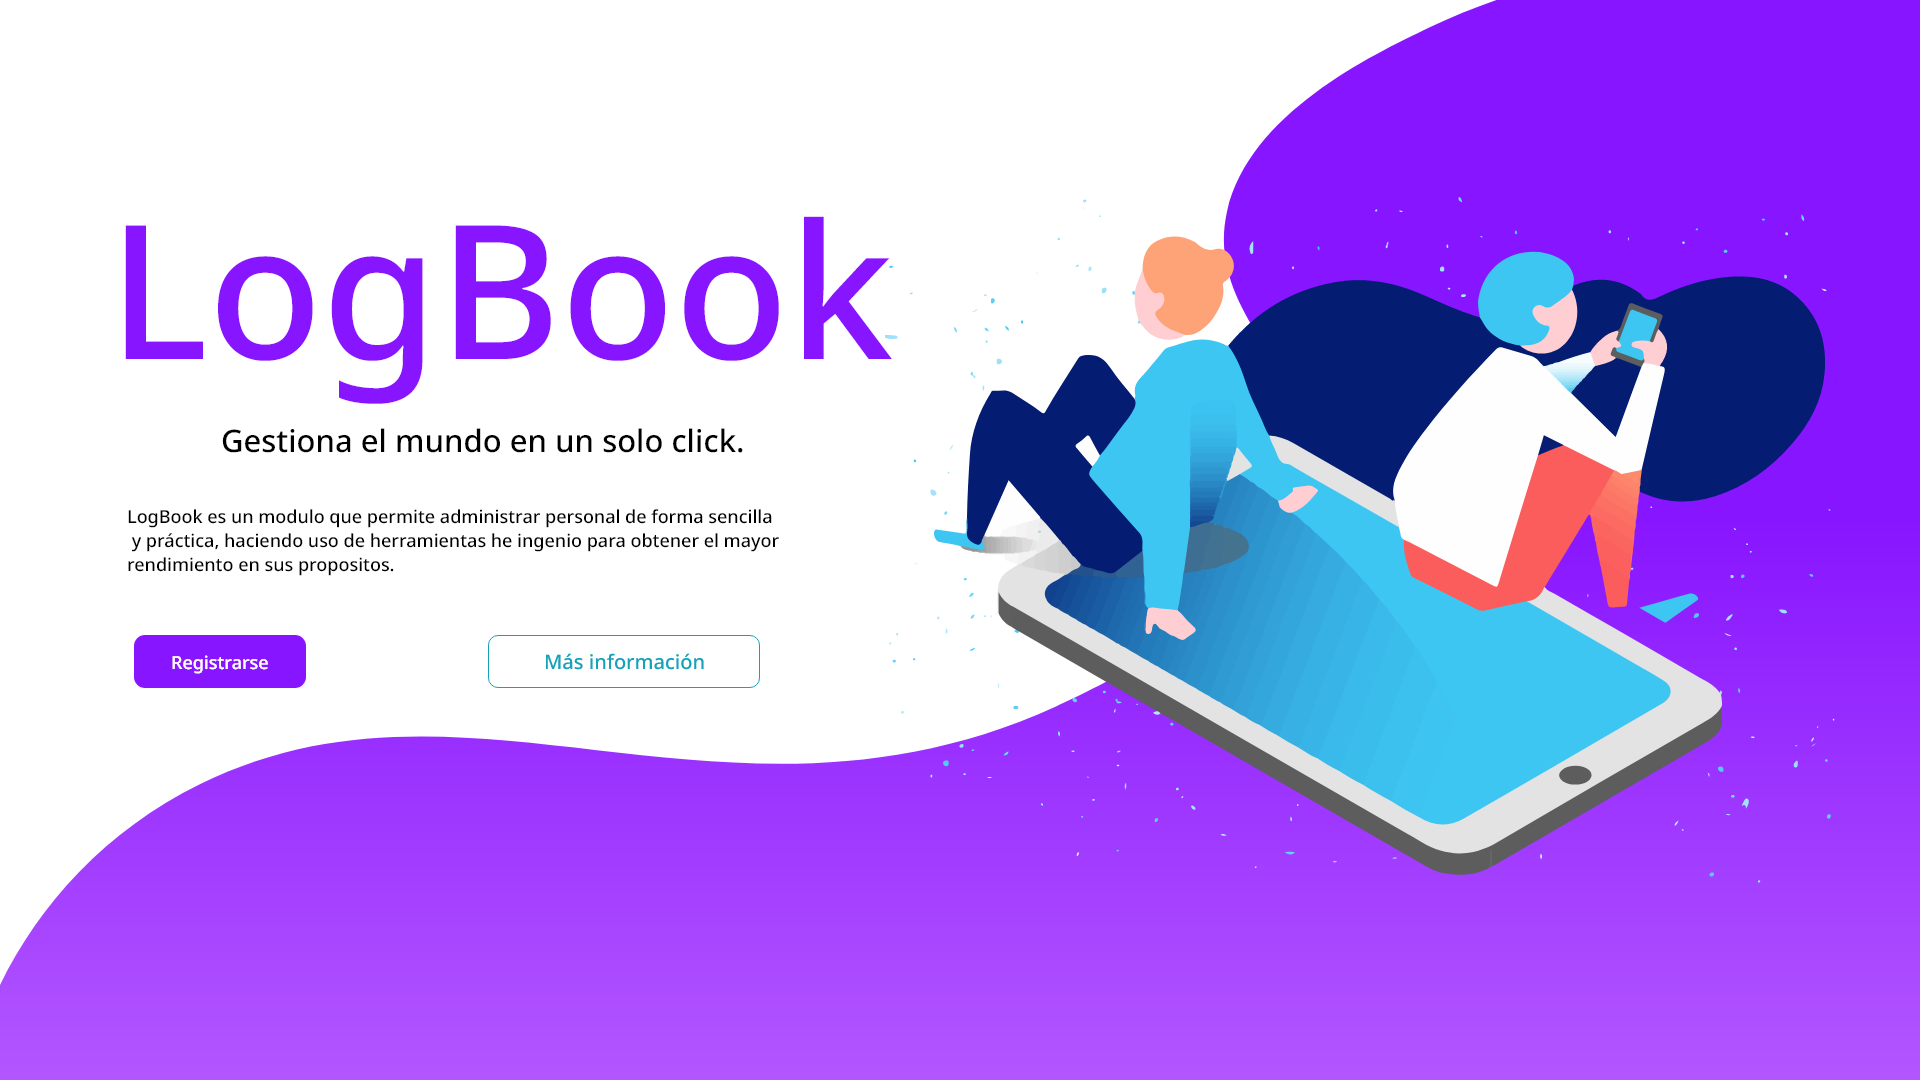 LogBook
Gestiona el mundo en un solo click.
LogBook es un modulo que permite administrar personal de forma sencilla
y práctica, haciendo uso de herramientas he ingenio para obtener el mayor
rendimiento en sus propositos.
Registrarse
Más información